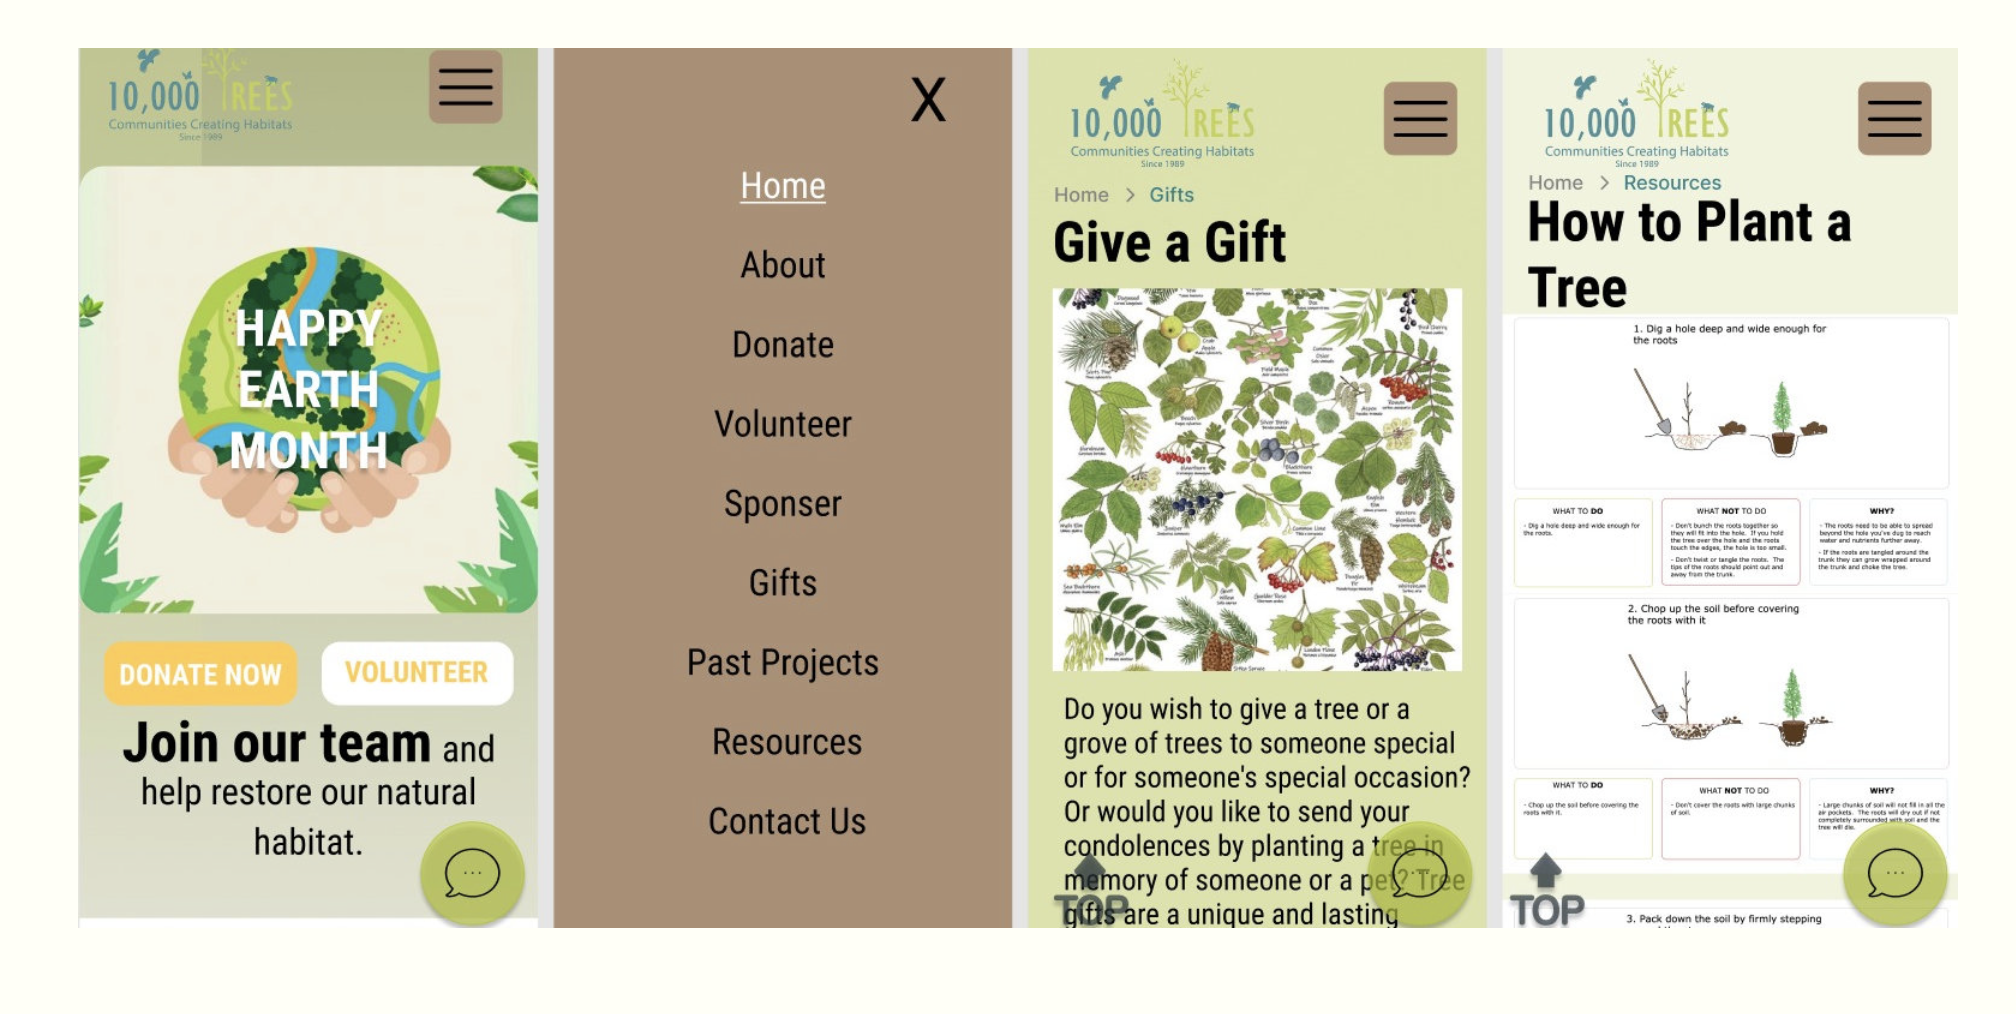 10,000 TREES
Communities Creating Habitats
Since 1989
HAPPY
EARTH
MONTH
DONATE NOW
VOLUNTEER
Join our team and
help restore our natural
habitat.
X
Home
About
Donate
Volunteer
Sponser
Gifts
Past Projects
Resources
Contact Us
10,000 TREES
Communities Creating Habitats
Since 1989
Home > Gifts
Give a Gift
Do you wish to give a tree or a
grove of trees to someone special
or for someone's special occasion?
Or would you like to send your
condolences by planting a tree in
memory of someone or a pet? Tree
gifts are a unique and lasting
TOP
10,000 TREES
Communities Creating Habitats
Since 1989
Home > Resources
How to Plant a
Tree
1. Dig a hole deep and wide enough for
the roots
WHAT TO DO
- Dig a hole deep and wide enough for
the roots.
WHAT NOT TO DO
- Don't bunch the roots together so
they will fit into the hole. If you hold
the tree over the hole and the roots
touch the edges, the hole is too small.
- Don't twist or tangle the roots. The
tips of the roots should point out and
away from the trunk.
WHY?
- The roots need to be able to spread
beyond the hole you've dug to reach
water and nutrients further away.
- If the roots are tangled around the
trunk they can grow wrapped around
the trunk and choke the tree.
2. Chop up the soil before covering
the roots with it
WHAT TO DO
- Chop up the soil before covering the
roots with it.
WHAT NOT TO DO
- Don't cover the roots with large chunks
of soil.
WHY?
- Large chunks of soil will not fill in all the
air pockets. The roots will dry out if not
completely surrounded with soil and the
tree will die.
TOP
3. Pack down the soil by firmly stepping